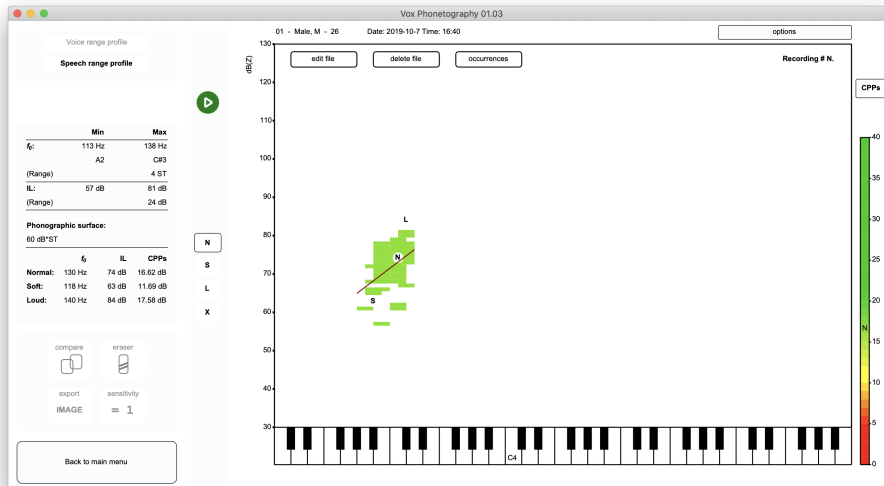 Vox Phonetography 01.03
Voice range profile
Speech range profile
01 - Male, M - 26 Date: 2019-10-7 Time: 16:40
options
edit file
delete file
occurrences
Recording # N.
CPPs
dB(Z)
130
120
110
100
90
80
70
60
50
40
30
L
N
S
C4
Min Max
f0: 113 Hz 138 Hz
A2 C#3
(Range) 4 ST
IL: 57 dB 81 dB
(Range) 24 dB
Phonographic surface:
60 dB*ST
f0 IL CPPs
Normal: 130 Hz 74 dB 16.62 dB
Soft: 118 Hz 63 dB 11.69 dB
Loud: 140 Hz 84 dB 17.58 dB
N
S
L
X
compare eraser
export sensitivity
IMAGE = 1
Back to main menu
40
35
30
25
20
N
15
10
5
0